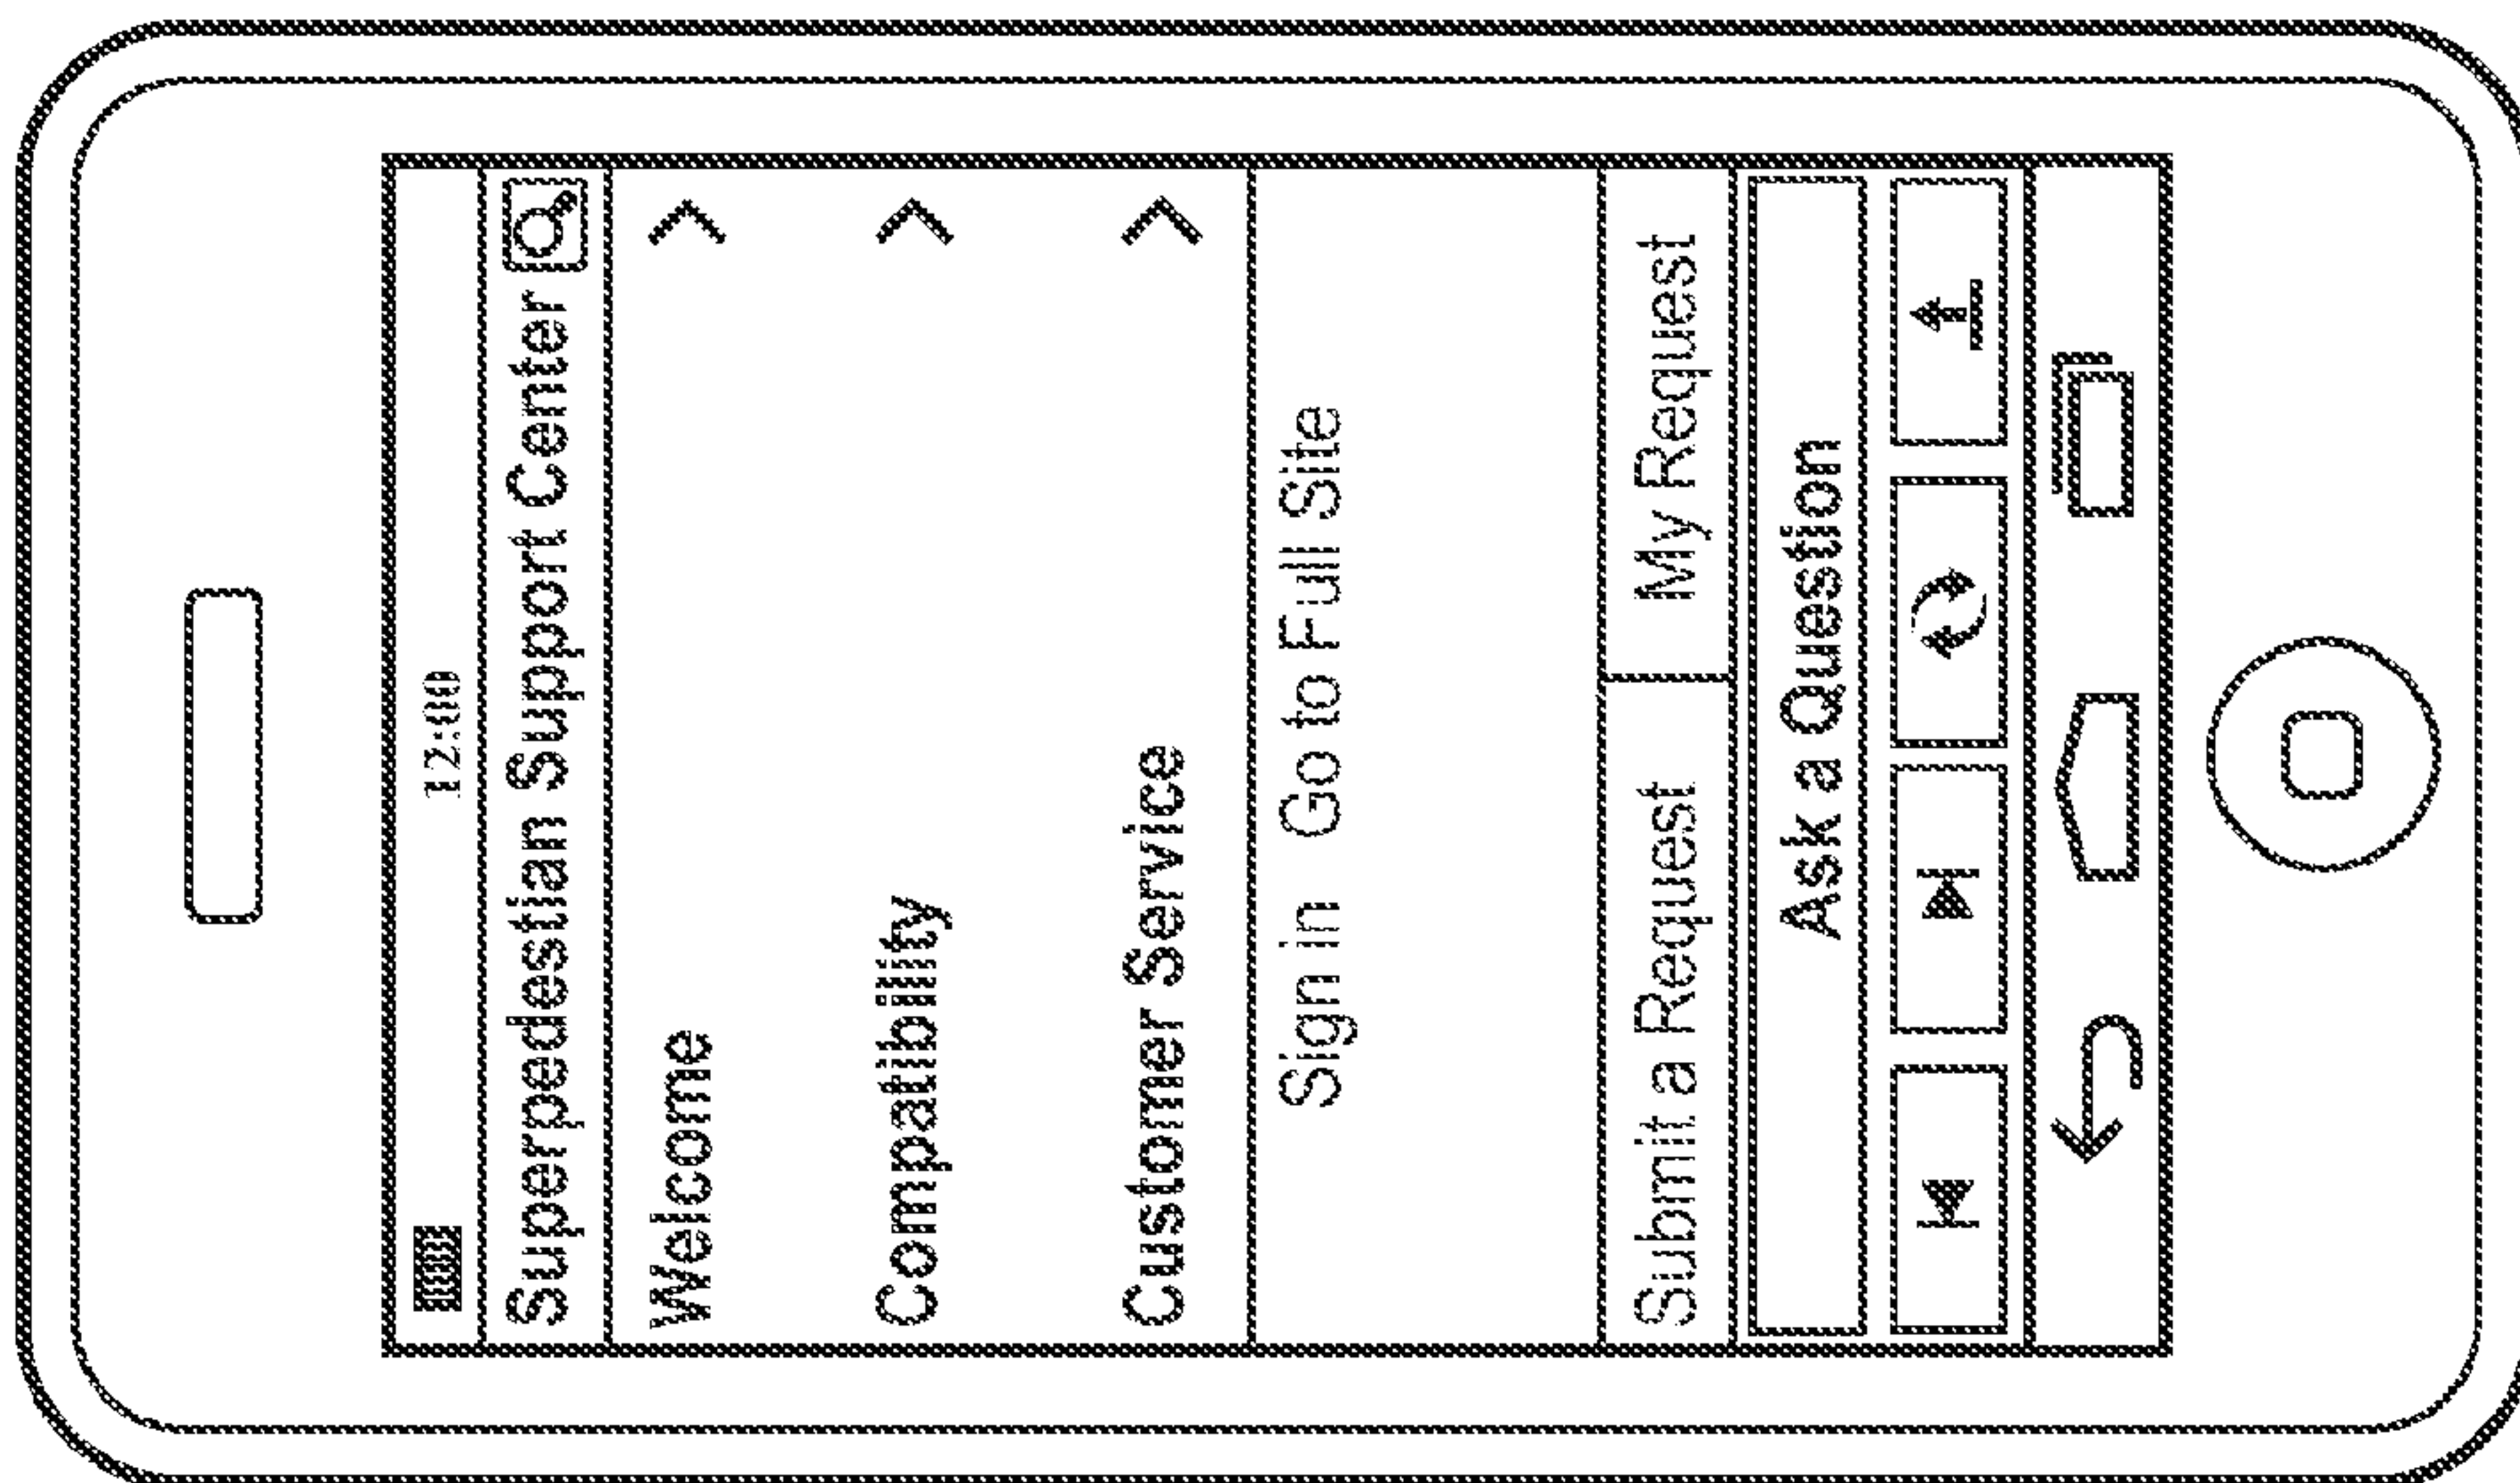 12:00
Superpedestian Support Center
Welcome
Compatibility
Customer Service
Sign in Go to Full Site
Submit a Request My Request
Ask a Question